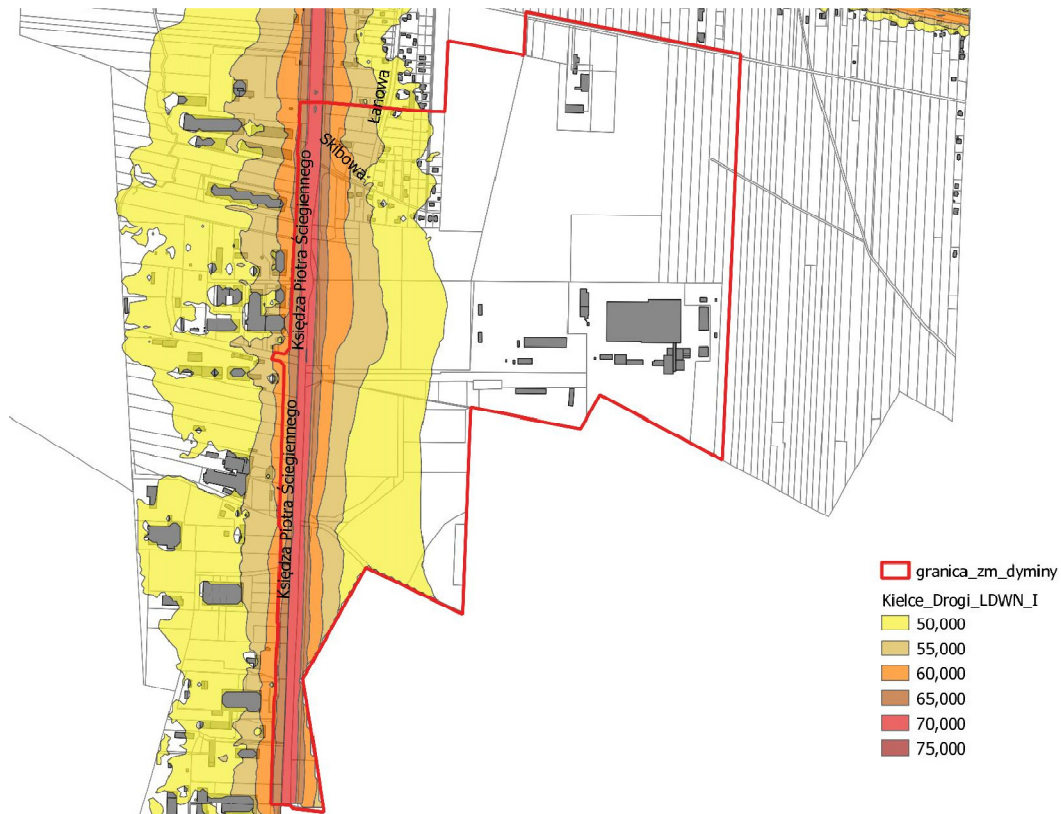 Łanowa
Skibowa
Księdza Piotra Ściegiennego
Księdza Piotra Ściegiennego
granica_zm_dyminy
Kielce_Drogi_LDWN_I
50,000
55,000
60,000
65,000
70,000
75,000